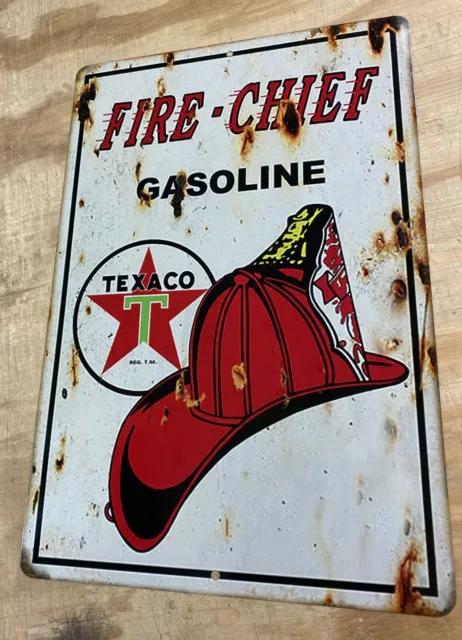 FIRE-CHIEF
GASOLINE
TEXACO
T
REG. T.M.